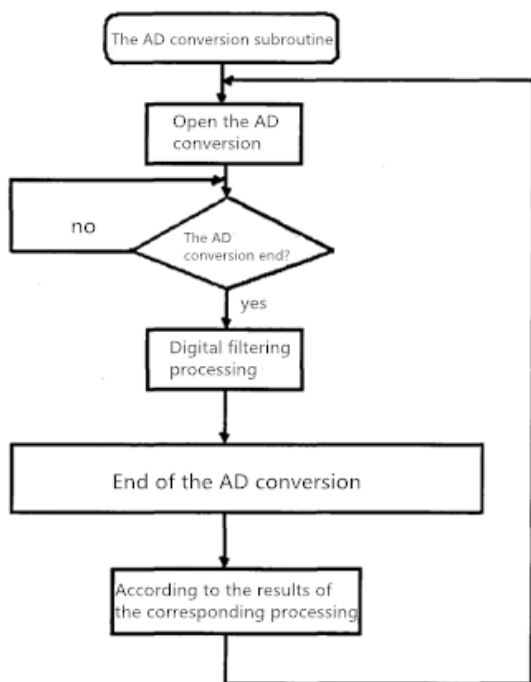 The AD conversion subroutine
Open the AD
conversion
no
The AD
conversion end?
yes
Digital filtering
processing
End of the AD conversion
According to the results of
the corresponding processing